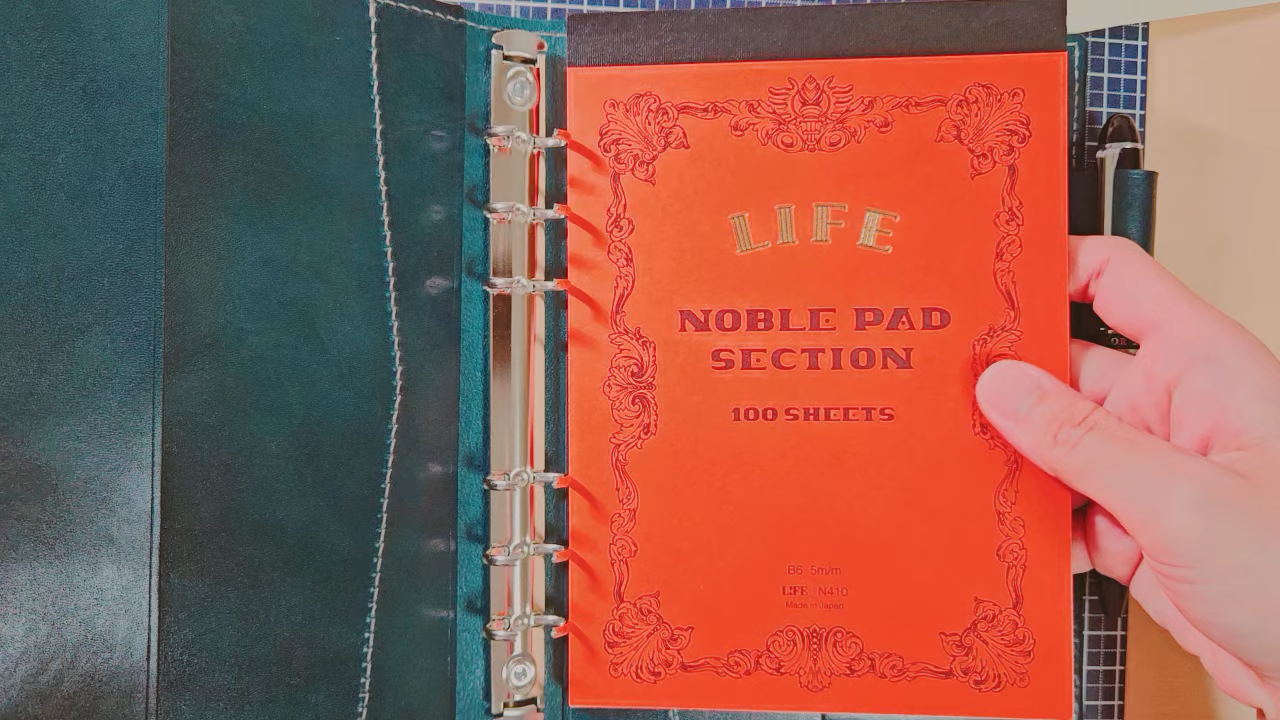 LIFE
NOBLE PAD
SECTION
100 SHEETS
B6 5m/m
LIFE N410
Made in Japan